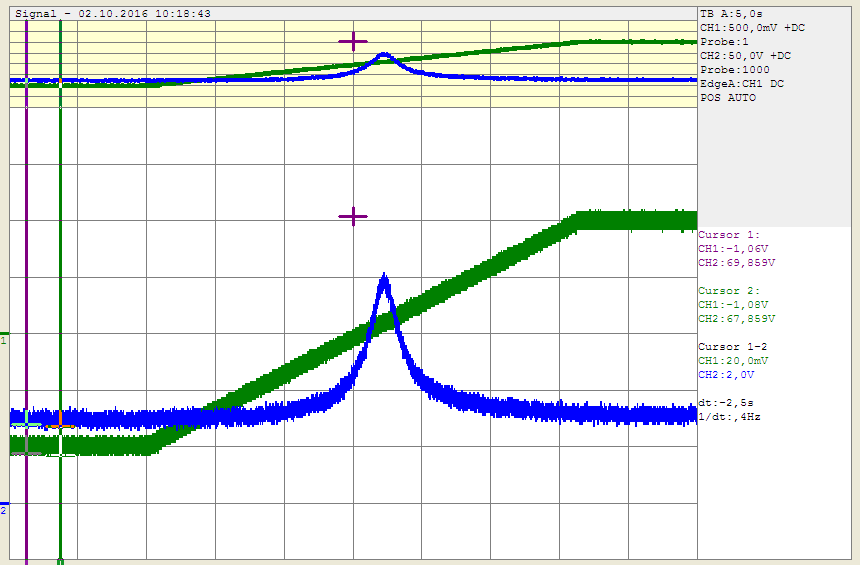 Signal - 02.10.2016 10:18:43
TB A:5,0s
CH1:500,0mV +DC
Probe:1
CH2:50,0V +DC
Probe:1000
EdgeA:CH1 DC
POS AUTO
Cursor 1:
CH1:-1,06V
CH2:69,859V
Cursor 2:
CH1:-1,08V
CH2:67,859V
Cursor 1-2
CH1:20,0mV
CH2:2,0V
dt:-2,5s
1/dt:,4Hz
1
2